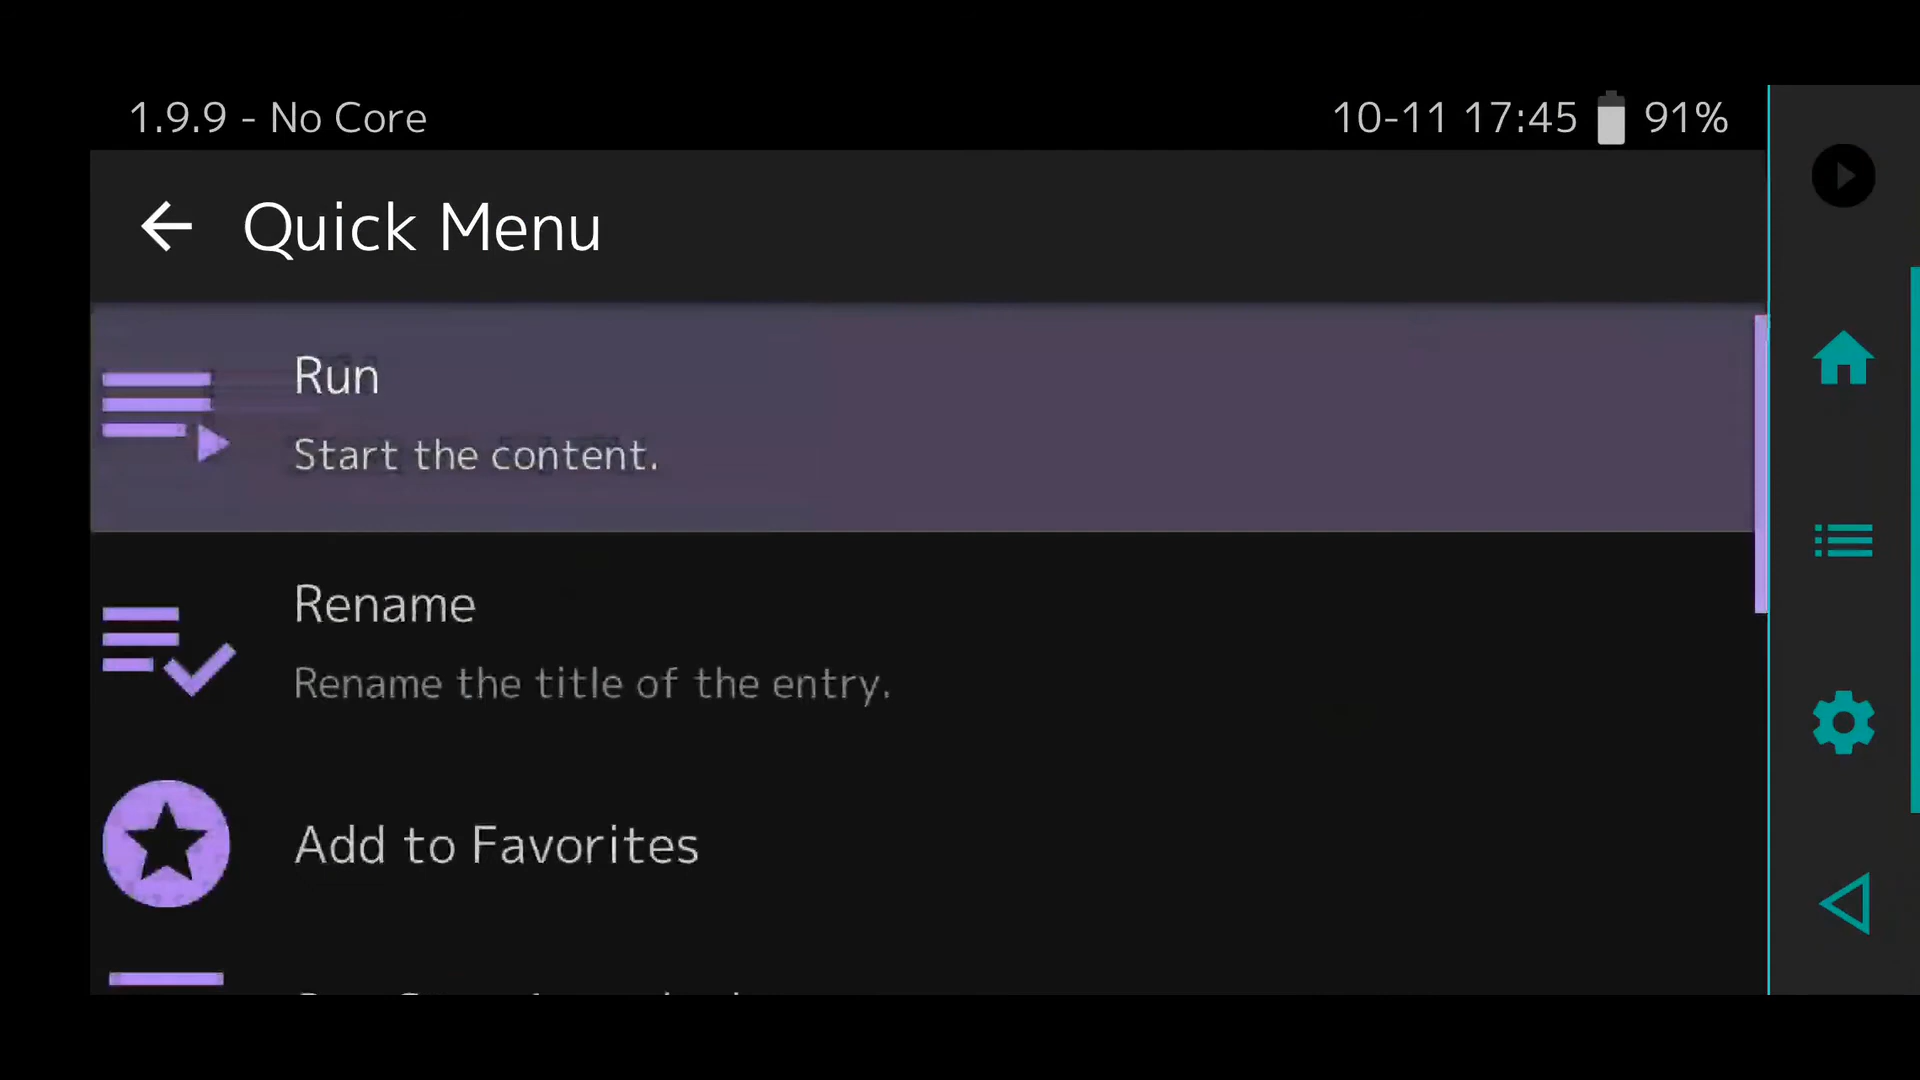 1.9.9 - No Core
10-11 17:45 91%
Quick Menu
Run
Start the content.
Rename
Rename the title of the entry.
Add to Favorites